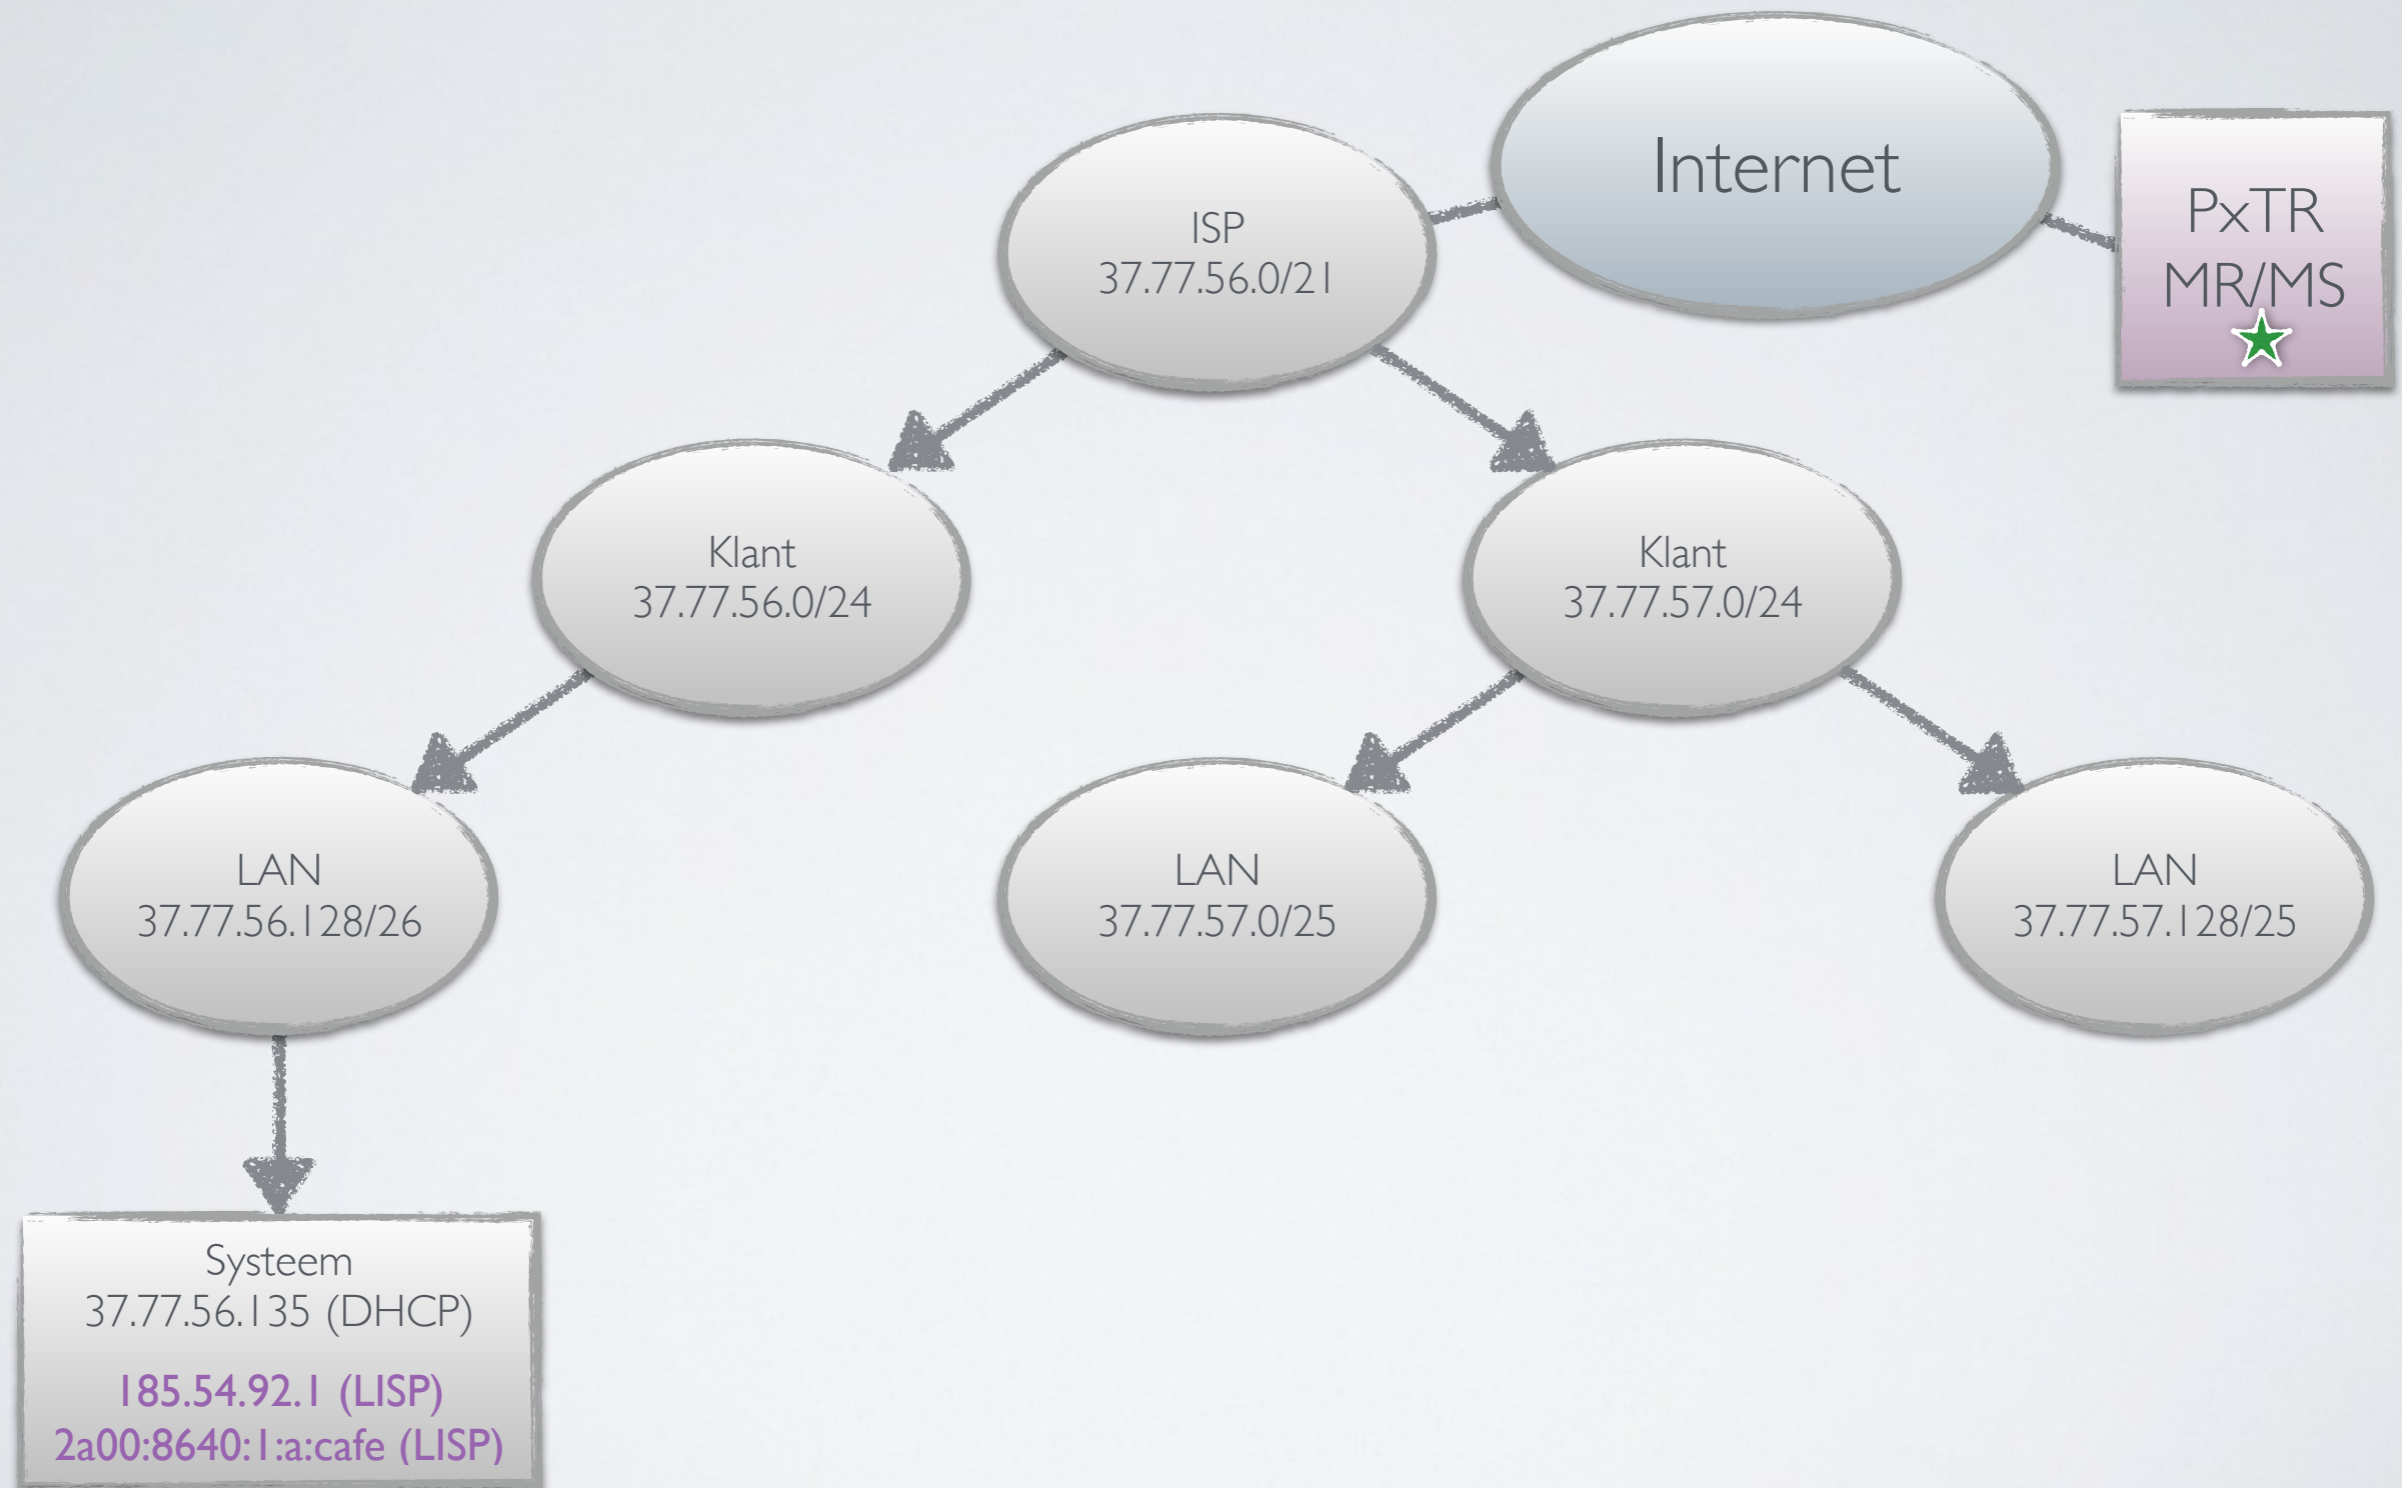 Internet
ISP
37.77.56.0/21
PxTR
MR/MS
Klant
37.77.56.0/24
Klant
37.77.57.0/24
LAN
37.77.56.128/26
LAN
37.77.57.0/25
LAN
37.77.57.128/25
Systeem
37.77.56.135 (DHCP)
185.54.92.1 (LISP)
2a00:8640:1:a:cafe (LISP)